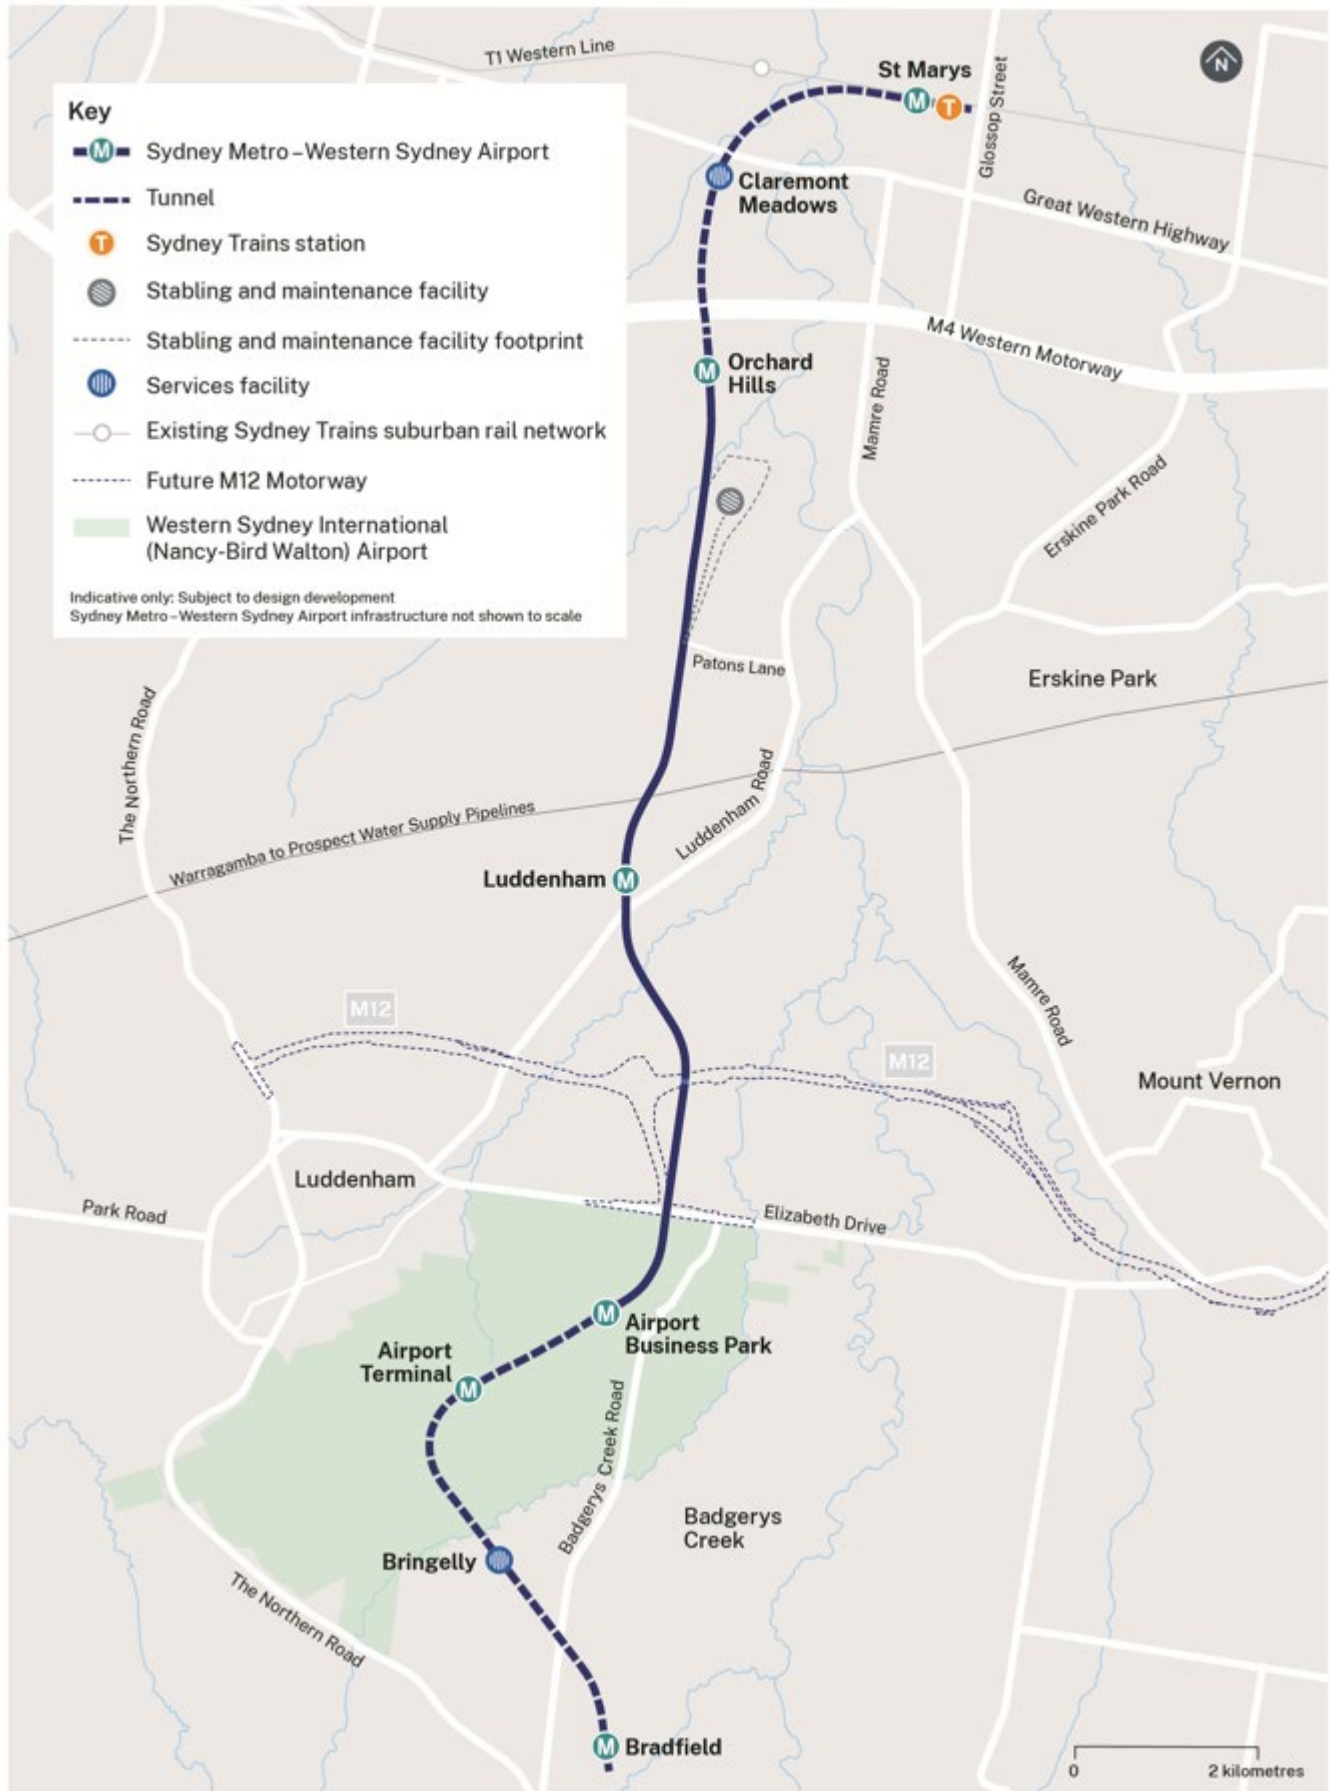 T1 Western Line
St Marys
M
T
N
Glossop Street
Key
M
Sydney Metro – Western Sydney Airport
Tunnel
T
Sydney Trains station
Stabling and maintenance facility
Stabling and maintenance facility footprint
Services facility
Existing Sydney Trains suburban rail network
Future M12 Motorway
Western Sydney International
(Nancy-Bird Walton) Airport
Indicative only: Subject to design development
Sydney Metro – Western Sydney Airport infrastructure not shown to scale
Claremont
Meadows
Great Western Highway
M4 Western Motorway
M
Orchard
Hills
Mamre Road
Erskine Park Road
Patons Lane
Erskine Park
The Northern Road
Warragamba to Prospect Water Supply Pipelines
Luddenham Road
Luddenham
M
M12
Mamre Road
M12
Mount Vernon
Luddenham
Park Road
Elizabeth Drive
M
Airport
Business Park
Airport
Terminal
M
Badgerys Creek Road
Badgerys
Creek
Bringelly
The Northern Road
M
Bradfield
0
2 kilometres